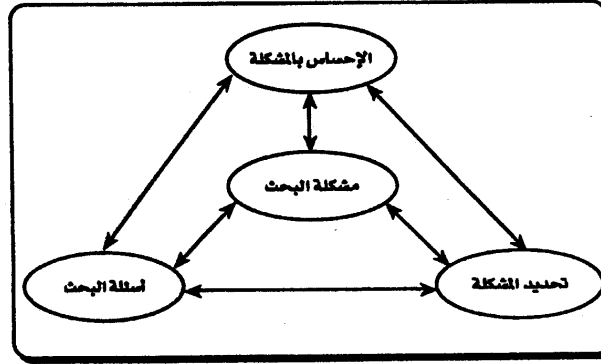 الإحساس بالمشكلة
مشكلة البحث
تحديد المشكلة
أسئلة البحث